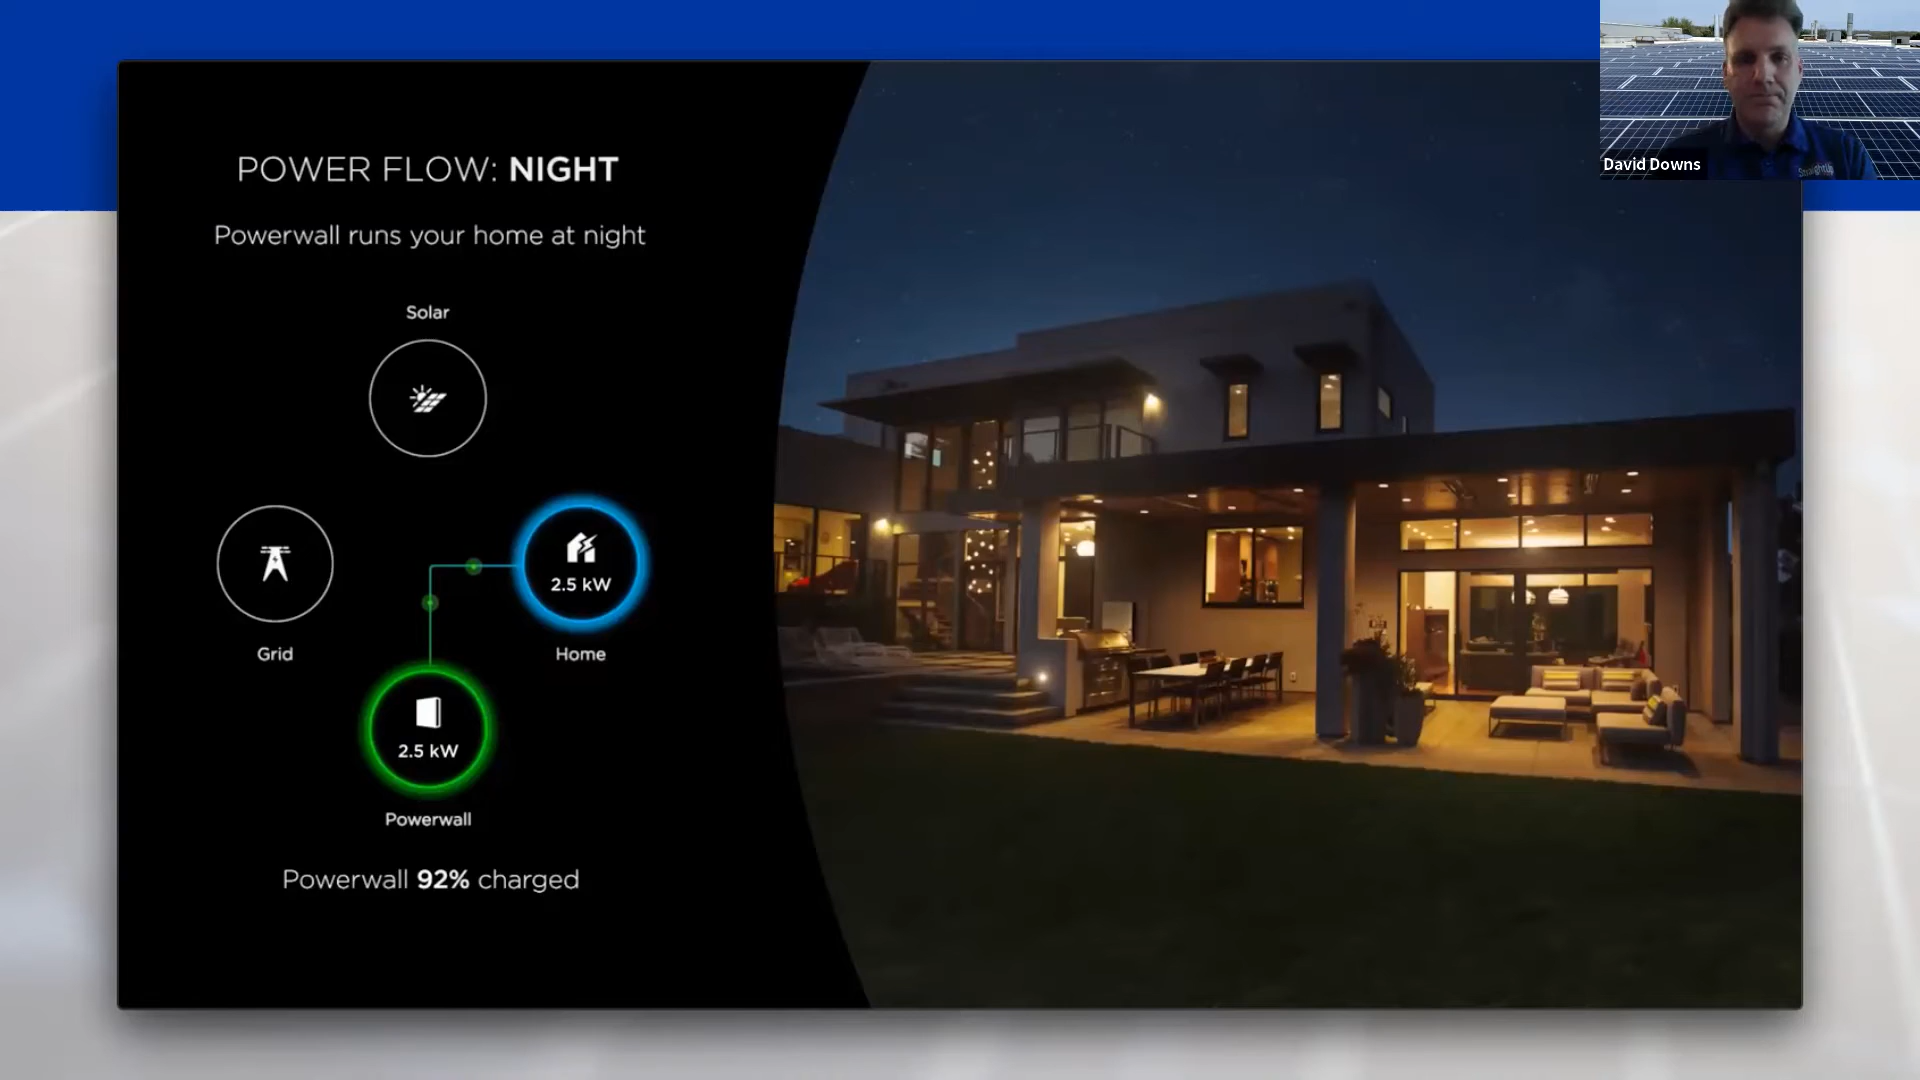 David Downs
StraightUp
POWER FLOW: NIGHT
Powerwall runs your home at night
Solar
2.5 kW
Grid
Home
2.5 kW
Powerwall
Powerwall 92% charged